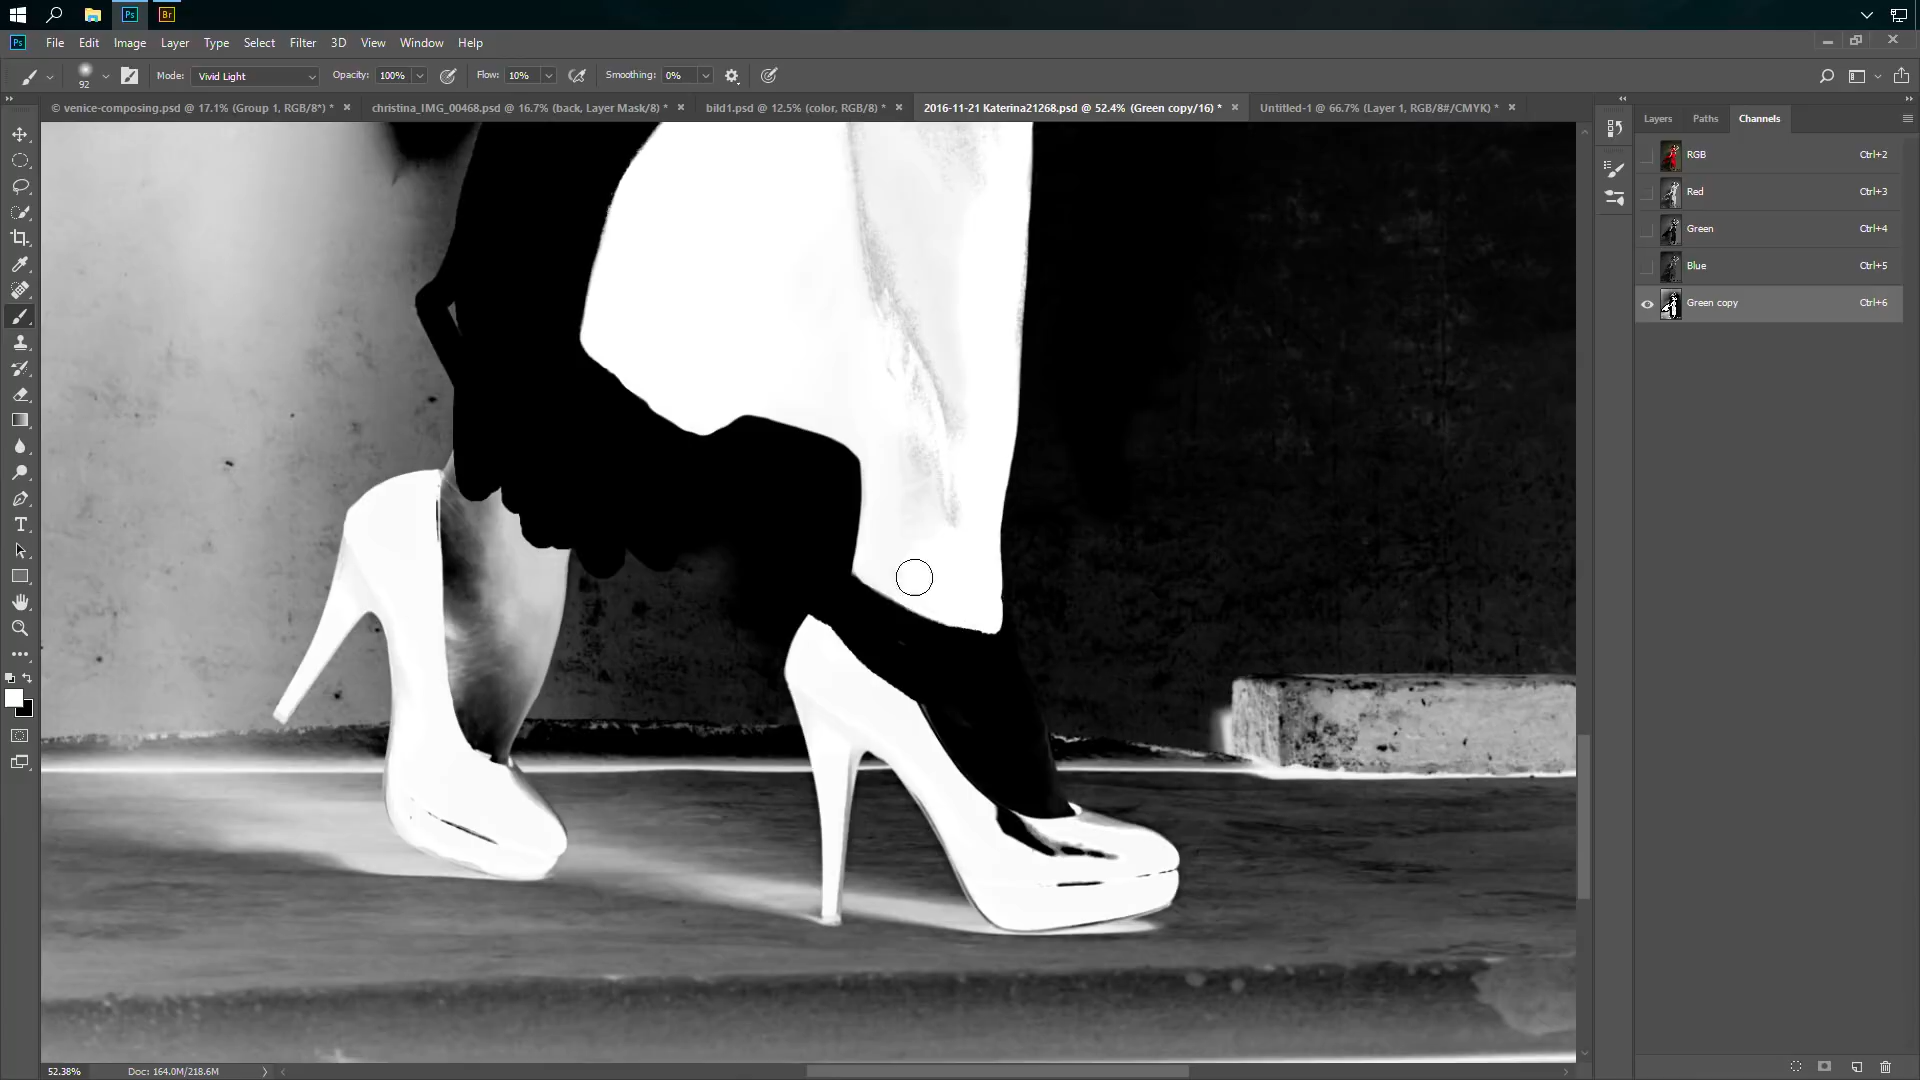 Ps
Br
Ps
File Edit Image Layer Type Select Filter 3D View Window Help
92
Mode: Vivid Light
Opacity: 100%
Flow: 10%
Smoothing: 0%
© venice-composing.psd @ 17.1% (Group 1, RGB/8*) *
christina_IMG_00468.psd @ 16.7% (back, Layer Mask/8) *
bild1.psd @ 12.5% (color, RGB/8) *
2016-11-21 Katerina21268.psd @ 52.4% (Green copy/16) *
Untitled-1 @ 66.7% (Layer 1, RGB/8#/CMYK) *
Layers Paths Channels
RGB Ctrl+2
Red Ctrl+3
Green Ctrl+4
Blue Ctrl+5
Green copy Ctrl+6
52.38%
Doc: 164.0M/218.6M